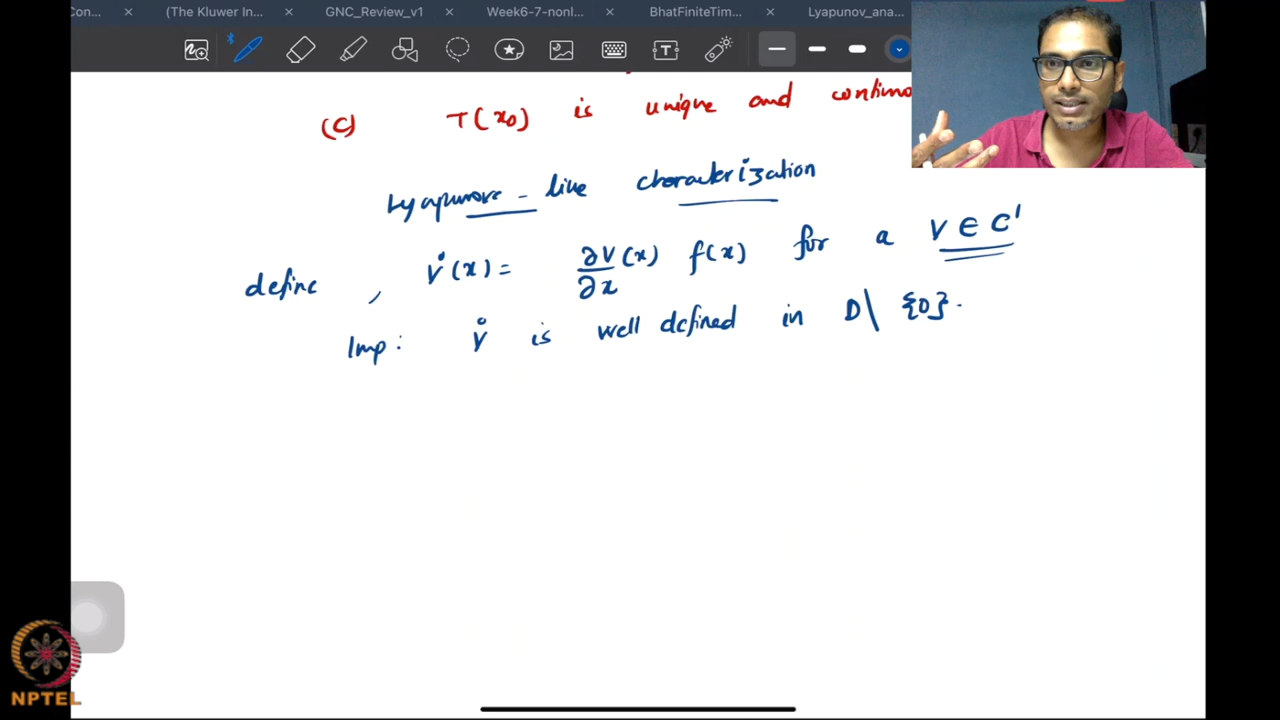 Con... × (The Kluwer In... × GNC_Review_v1 × Week6-7-nonl... × BhatFiniteTim... × Lyapunov_ana...
(C) T(x₀) is unique and continuo
Lyapunov - like characterization
define , V̇(x) = ∂V/∂x (x) f(x) for a V ∈ C¹
Imp: V̇ is well defined in D\ {0}.
NPTEL